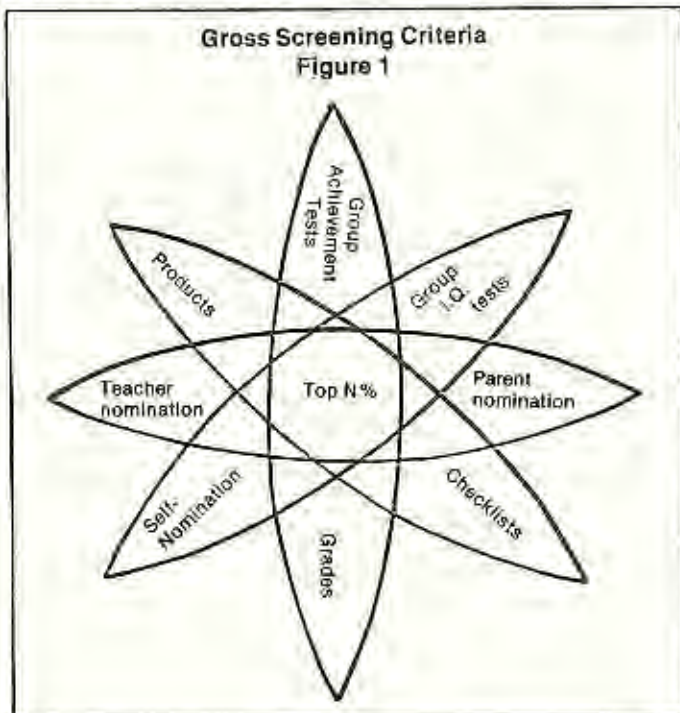 Gross Screening Criteria
Figure 1
Group
Achievement
Tests
Products
Group
I.Q.
tests
Teacher
nomination
Top N%
Parent
nomination
Self-
Nomination
Checklists
Grades